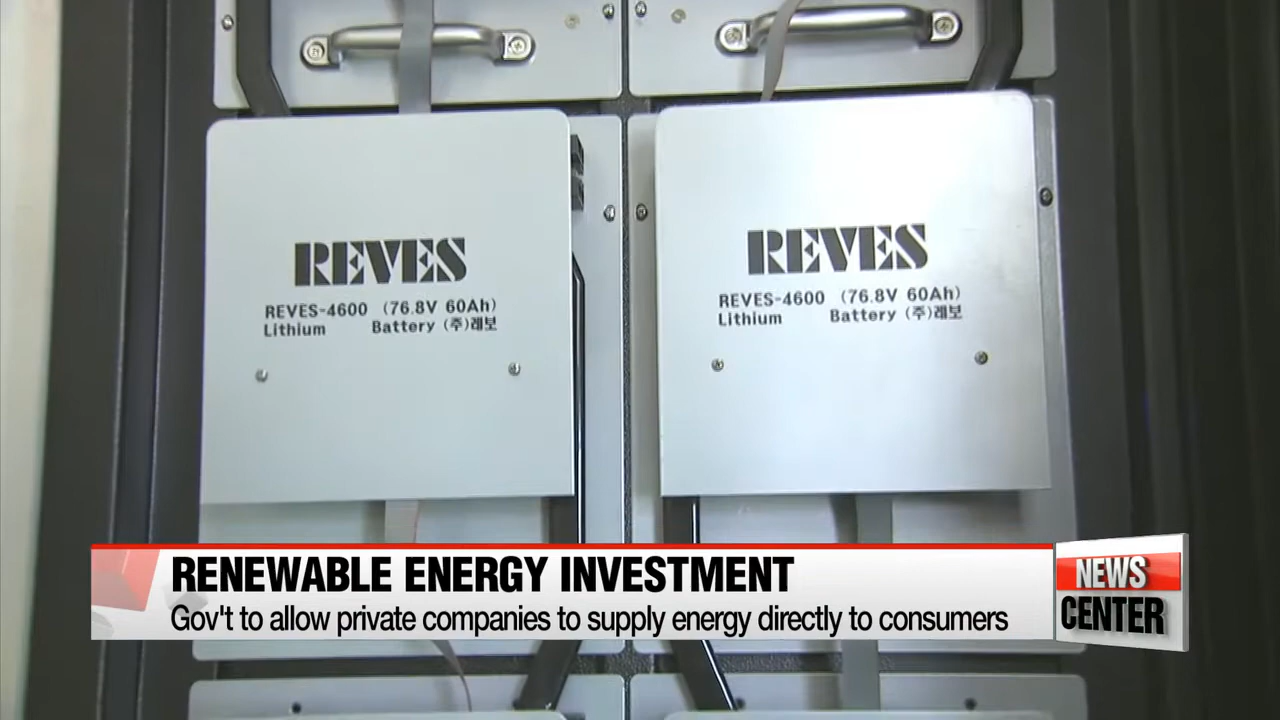 REVES
REVES-4600 (76.8V 60Ah)
Lithium Battery (주)레보
REVES
REVES-4600 (76.8V 60Ah)
Lithium Battery (주)레보
RENEWABLE ENERGY INVESTMENT
Gov't to allow private companies to supply energy directly to consumers
NEWS
CENTER